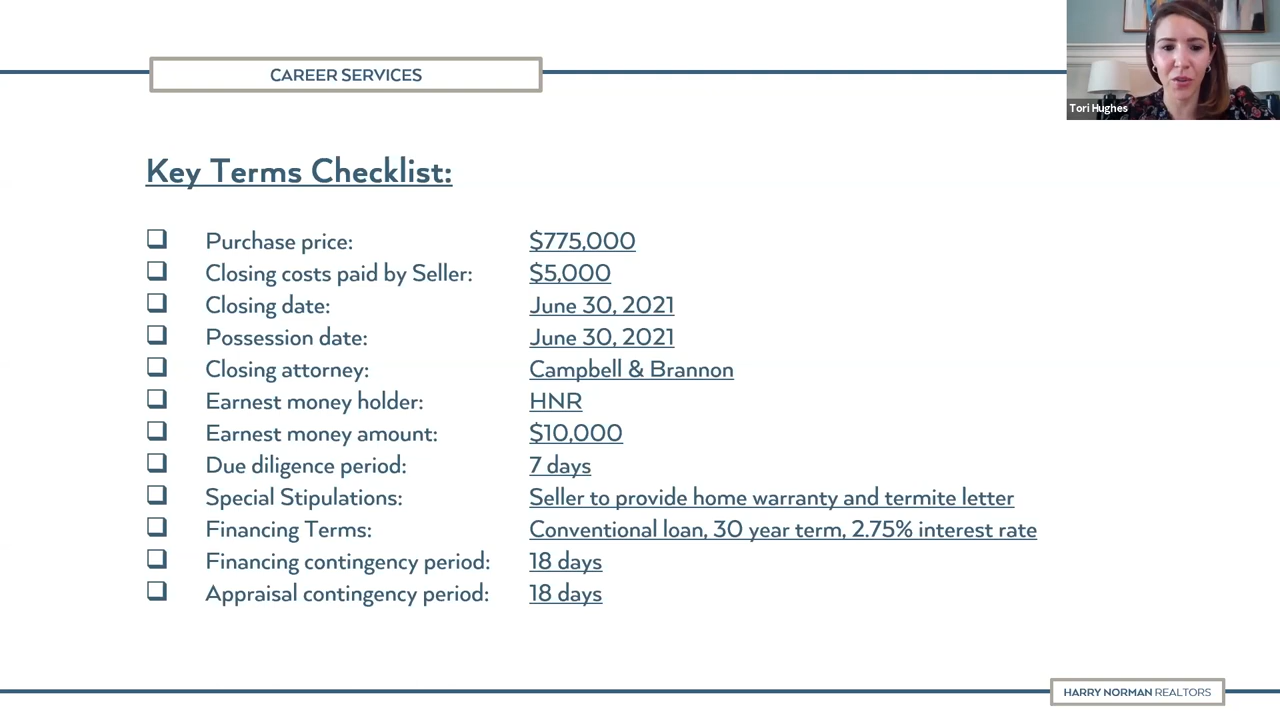 CAREER SERVICES
Tori Hughes
Key Terms Checklist:
Purchase price: $775,000
Closing costs paid by Seller: $5,000
Closing date: June 30, 2021
Possession date: June 30, 2021
Closing attorney: Campbell & Brannon
Earnest money holder: HNR
Earnest money amount: $10,000
Due diligence period: 7 days
Special Stipulations: Seller to provide home warranty and termite letter
Financing Terms: Conventional loan, 30 year term, 2.75% interest rate
Financing contingency period: 18 days
Appraisal contingency period: 18 days
HARRY NORMAN REALTORS